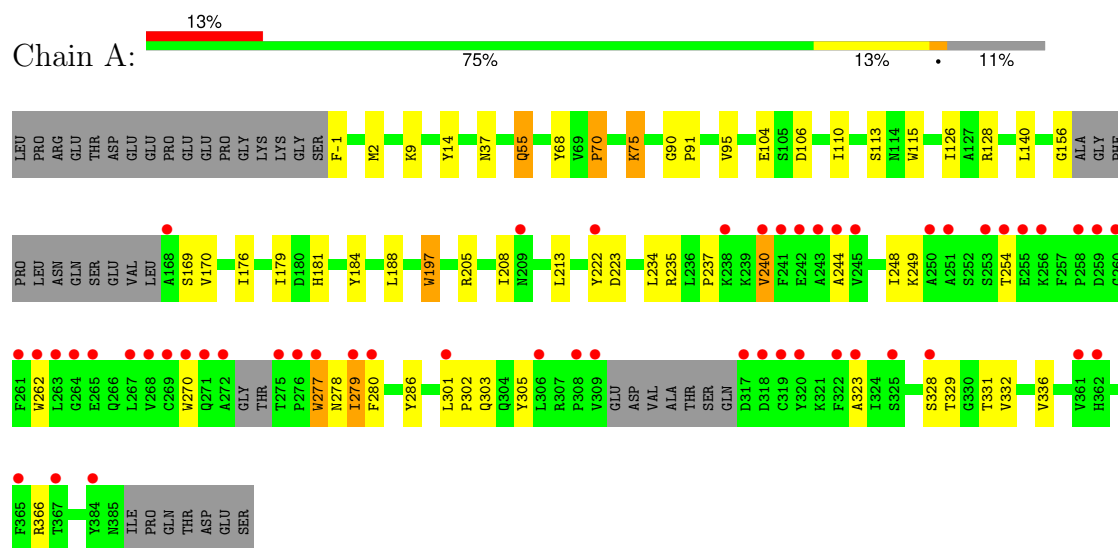 13%
Chain A:
75% 13% • 11%
LEU PRO ARG GLU THR ASP GLU GLU PRO GLU GLU PRO GLY LYS LYS GLY SER F-1 M2 K9 Y14 N37 Q55 Y68 V69 P70 K75 G90 P91 V95 E104 S105 D106 I110 S113 N114 W115 I126 A127 R128 L140 G156 ALA GLY PHE
PRO LEU ASN GLN SER GLU VAL LEU A168 S169 V170 I176 I179 D180 H181 Y184 L188 W197 R205 I208 N209 L213 Y222 D223 L234 R235 L236 P237 K238 K239 V240 F241 E242 A243 A244 V245 I248 K249 A250 A251 S252 S253 T254 E255 K256 F257 P258 D259 C260
F261 W262 L263 G264 E265 Q266 L267 V268 C269 W270 Q271 A272 GLY THR T275 P276 W277 N278 I279 F280 Y286 L301 P302 Q303 Q304 Y305 L306 R307 P308 V309 GLU ASP VAL ALA THR SER GLN D317 D318 C319 Y320 K321 F322 A323 I324 S325 S328 T329 G330 T331 V332 V336 V361 H362
F365 R366 T367 Y384 N385 ILE PRO GLN THR ASP GLU SER